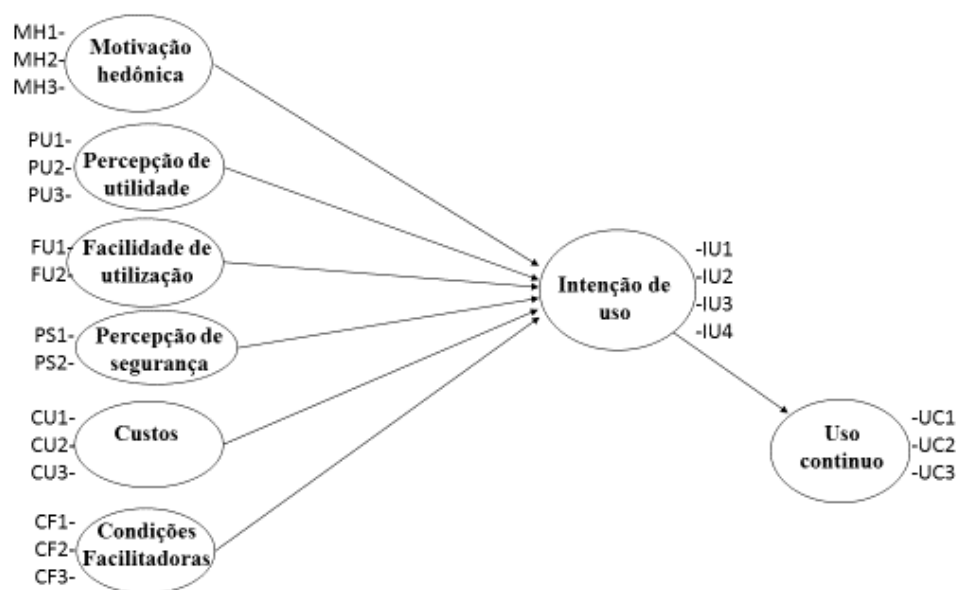 MH1-
MH2-
MH3-
Motivação
hedônica
PU1-
PU2-
PU3-
Percepção de
utilidade
FU1-
FU2-
Facilidade de
utilização
PS1-
PS2-
Percepção de
segurança
CU1-
CU2-
CU3-
Custos
CF1-
CF2-
CF3-
Condições
Facilitadoras
Intenção de
uso
-IU1
-IU2
-IU3
-IU4
Uso
continuo
-UC1
-UC2
-UC3